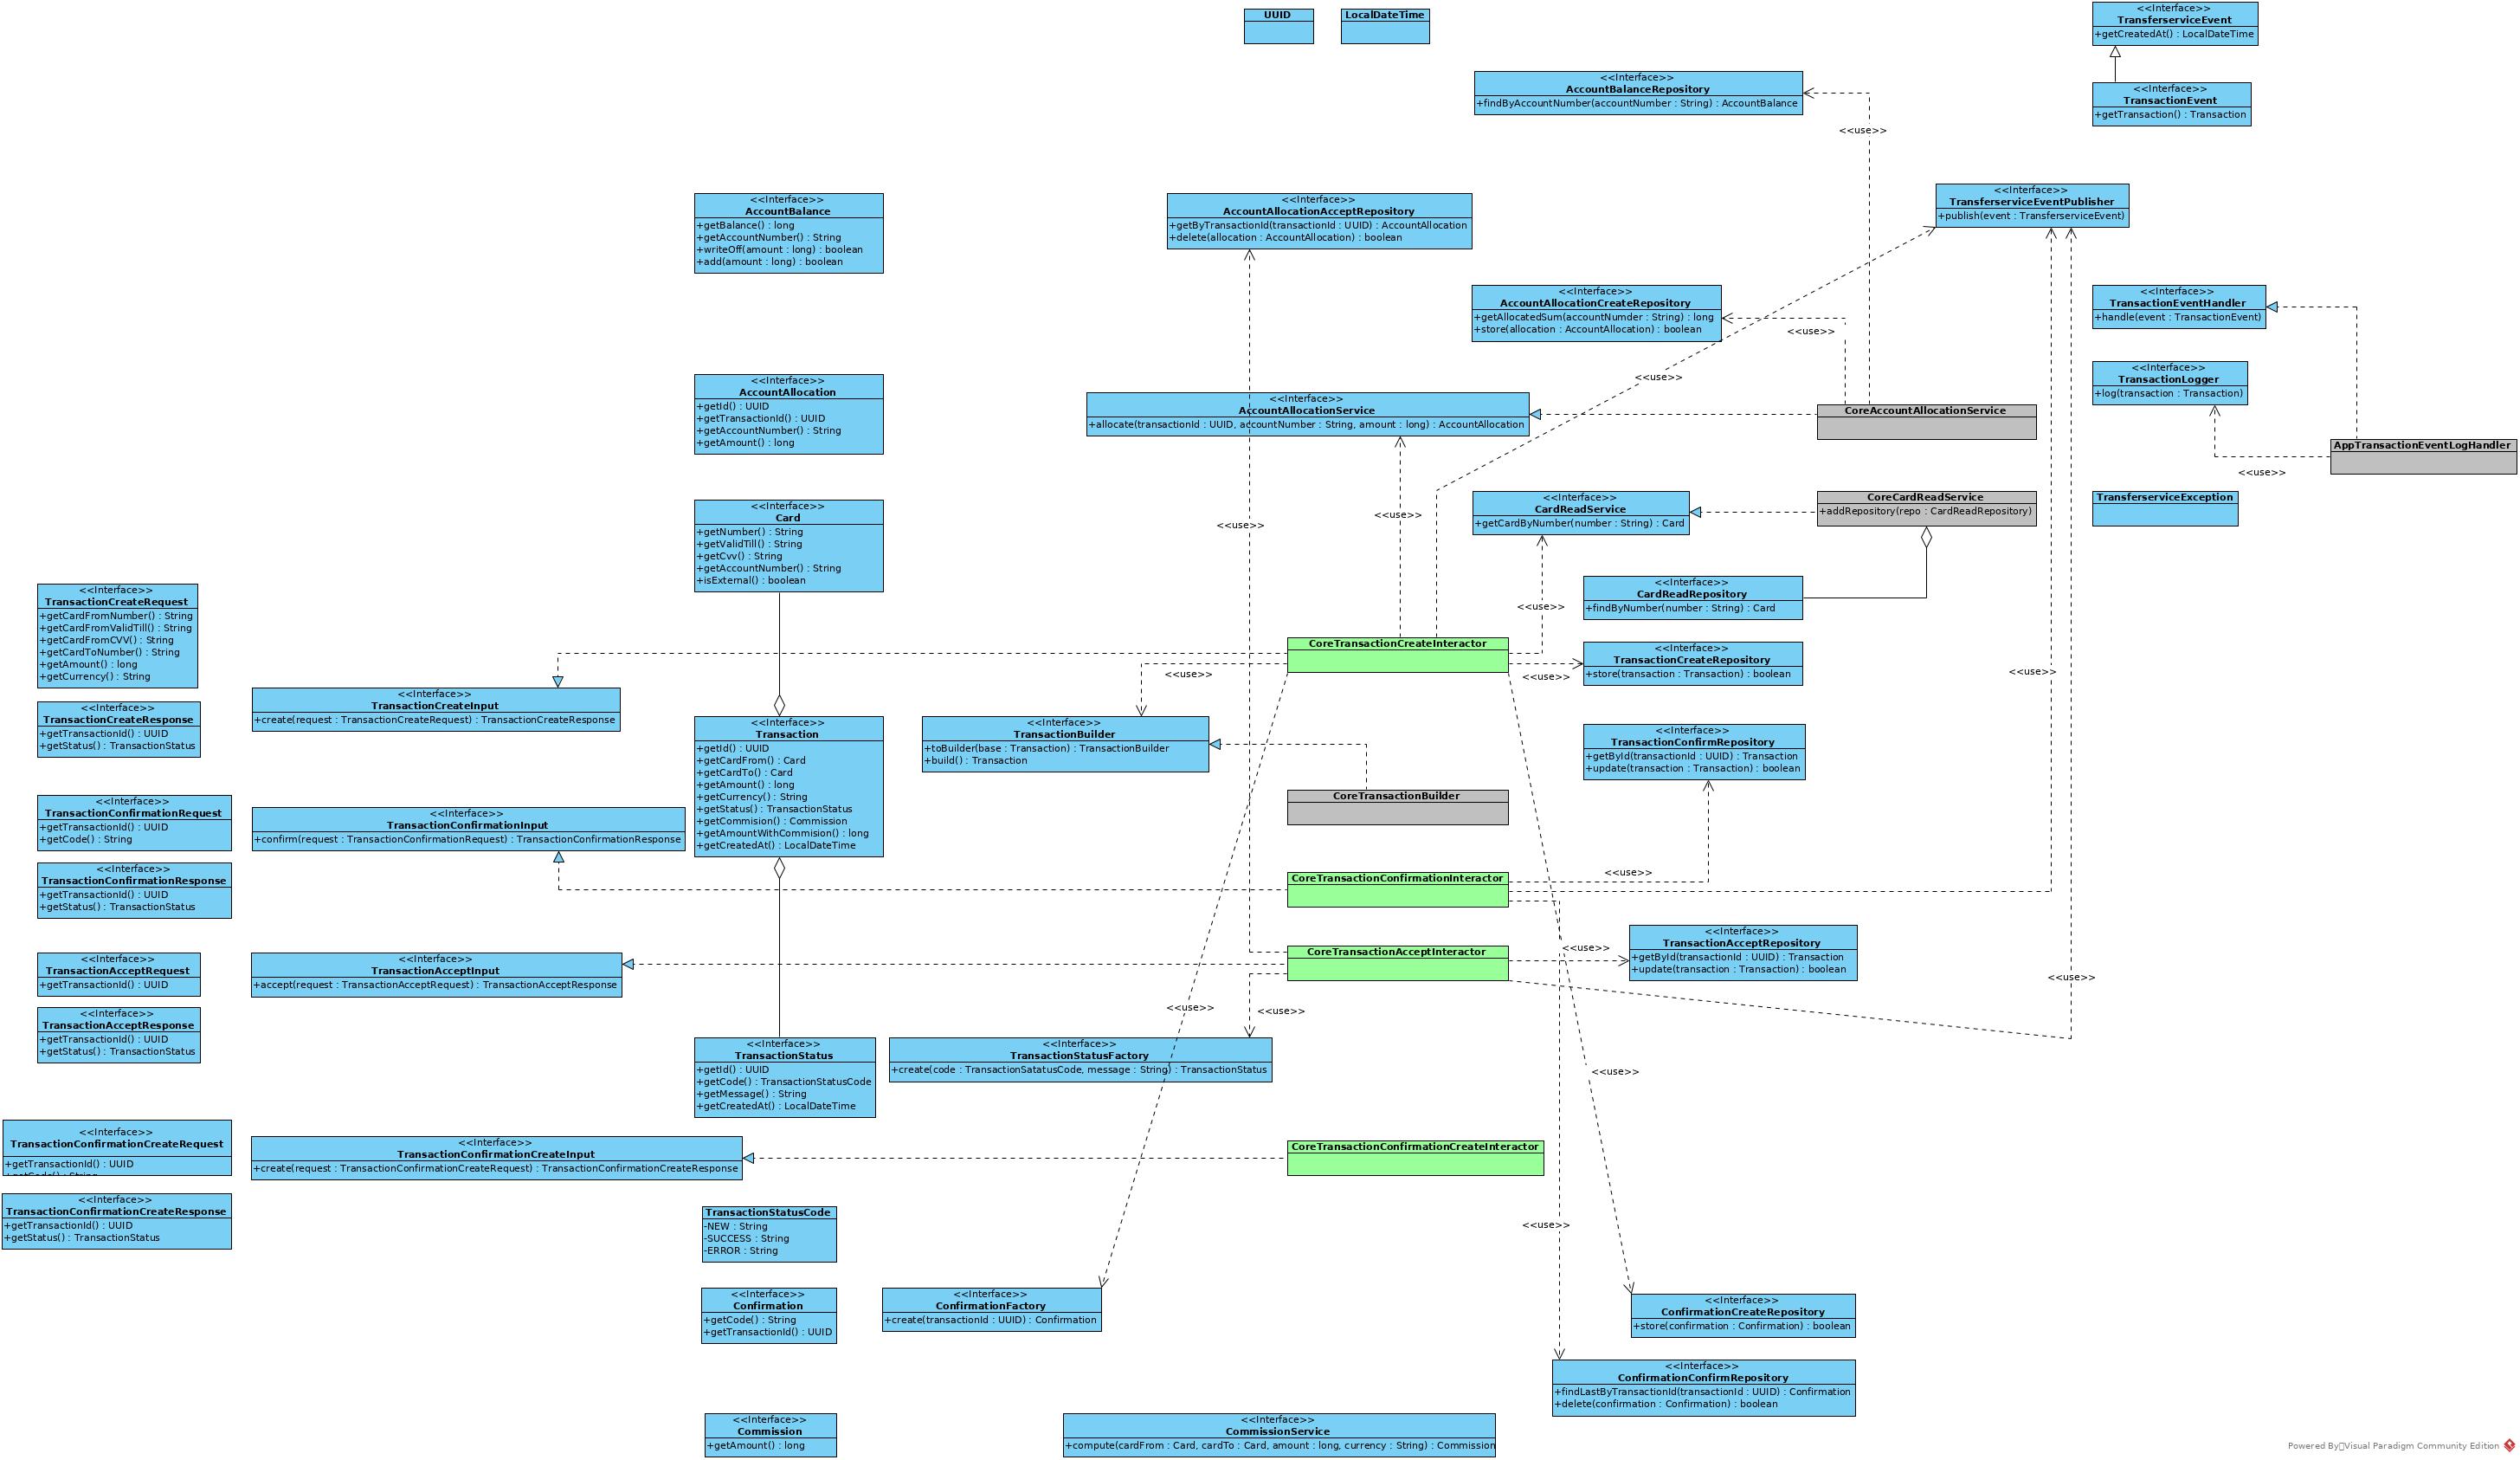 UUID
LocalDateTime
<<Interface>>
TransferserviceEvent
+getCreatedAt() : LocalDateTime
<<Interface>>
AccountBalanceRepository
+findByAccountNumber(accountNumber : String) : AccountBalance
<<Interface>>
TransactionEvent
+getTransaction() : Transaction
<<use>>
<<Interface>>
AccountBalance
+getBalance() : long
+getAccountNumber() : String
+writeOff(amount : long) : boolean
+add(amount : long) : boolean
<<Interface>>
AccountAllocationAcceptRepository
+getByTransactionId(transactionId : UUID) : AccountAllocation
+delete(allocation : AccountAllocation) : boolean
<<Interface>>
TransferserviceEventPublisher
+publish(event : TransferserviceEvent)
<<Interface>>
AccountAllocationCreateRepository
+getAllocatedSum(accountNumder : String) : long
+store(allocation : AccountAllocation) : boolean
<<use>>
<<Interface>>
TransactionEventHandler
+handle(event : TransactionEvent)
<<Interface>>
TransactionLogger
+log(transaction : Transaction)
<<use>>
<<Interface>>
AccountAllocation
+getId() : UUID
+getTransactionId() : UUID
+getAccountNumber() : String
+getAmount() : long
<<Interface>>
AccountAllocationService
+allocate(transactionId : UUID, accountNumber : String, amount : long) : AccountAllocation
CoreAccountAllocationService
AppTransactionEventLogHandler
<<use>>
<<Interface>>
Card
+getNumber() : String
+getValidTill() : String
+getCvv() : String
+getAccountNumber() : String
+isExternal() : boolean
<<use>>
<<use>>
<<Interface>>
CardReadService
+getCardByNumber(number : String) : Card
CoreCardReadService
+addRepository(repo : CardReadRepository)
TransferserviceException
<<Interface>>
CardReadRepository
+findByNumber(number : String) : Card
<<use>>
<<Interface>>
TransactionCreateRequest
+getCardFromNumber() : String
+getCardFromValidTill() : String
+getCardFromCVV() : String
+getCardToNumber() : String
+getAmount() : long
+getCurrency() : String
CoreTransactionCreateInteractor
<<Interface>>
TransactionCreateRepository
+store(transaction : Transaction) : boolean
<<use>>
<<use>>
<<use>>
<<Interface>>
TransactionCreateInput
+create(request : TransactionCreateRequest) : TransactionCreateResponse
<<Interface>>
TransactionCreateResponse
+getTransactionId() : UUID
+getStatus() : TransactionStatus
<<Interface>>
Transaction
+getId() : UUID
+getCardFrom() : Card
+getCardTo() : Card
+getAmount() : long
+getCurrency() : String
+getStatus() : TransactionStatus
+getCommision() : Commission
+getAmountWithCommision() : long
+getCreatedAt() : LocalDateTime
<<Interface>>
TransactionBuilder
+toBuilder(base : Transaction) : TransactionBuilder
+build() : Transaction
<<Interface>>
TransactionConfirmRepository
+getById(transactionId : UUID) : Transaction
+update(transaction : Transaction) : boolean
CoreTransactionBuilder
<<Interface>>
TransactionConfirmationRequest
+getTransactionId() : UUID
+getCode() : String
<<Interface>>
TransactionConfirmationInput
+confirm(request : TransactionConfirmationRequest) : TransactionConfirmationResponse
<<Interface>>
TransactionConfirmationResponse
+getTransactionId() : UUID
+getStatus() : TransactionStatus
CoreTransactionConfirmationInteractor
<<use>>
<<Interface>>
TransactionAcceptRequest
+getTransactionId() : UUID
<<Interface>>
TransactionAcceptInput
+accept(request : TransactionAcceptRequest) : TransactionAcceptResponse
CoreTransactionAcceptInteractor
<<use>>
<<Interface>>
TransactionAcceptRepository
+getById(transactionId : UUID) : Transaction
+update(transaction : Transaction) : boolean
<<use>>
<<use>>
<<use>>
<<Interface>>
TransactionAcceptResponse
+getTransactionId() : UUID
+getStatus() : TransactionStatus
<<Interface>>
TransactionStatus
+getId() : UUID
+getCode() : TransactionStatusCode
+getMessage() : String
+getCreatedAt() : LocalDateTime
<<Interface>>
TransactionStatusFactory
+create(code : TransactionSatatusCode, message : String) : TransactionStatus
<<use>>
<<Interface>>
TransactionConfirmationCreateRequest
+getTransactionId() : UUID
+getCode() : String
<<Interface>>
TransactionConfirmationCreateInput
+create(request : TransactionConfirmationCreateRequest) : TransactionConfirmationCreateResponse
CoreTransactionConfirmationCreateInteractor
<<Interface>>
TransactionConfirmationCreateResponse
+getTransactionId() : UUID
+getStatus() : TransactionStatus
TransactionStatusCode
-NEW : String
-SUCCESS : String
-ERROR : String
<<use>>
<<Interface>>
Confirmation
+getCode() : String
+getTransactionId() : UUID
<<Interface>>
ConfirmationFactory
+create(transactionId : UUID) : Confirmation
<<Interface>>
ConfirmationCreateRepository
+store(confirmation : Confirmation) : boolean
<<Interface>>
ConfirmationConfirmRepository
+findLastByTransactionId(transactionId : UUID) : Confirmation
+delete(confirmation : Confirmation) : boolean
<<Interface>>
Commission
+getAmount() : long
<<Interface>>
CommissionService
+compute(cardFrom : Card, cardTo : Card, amount : long, currency : String) : Commission
Powered By Visual Paradigm Community Edition